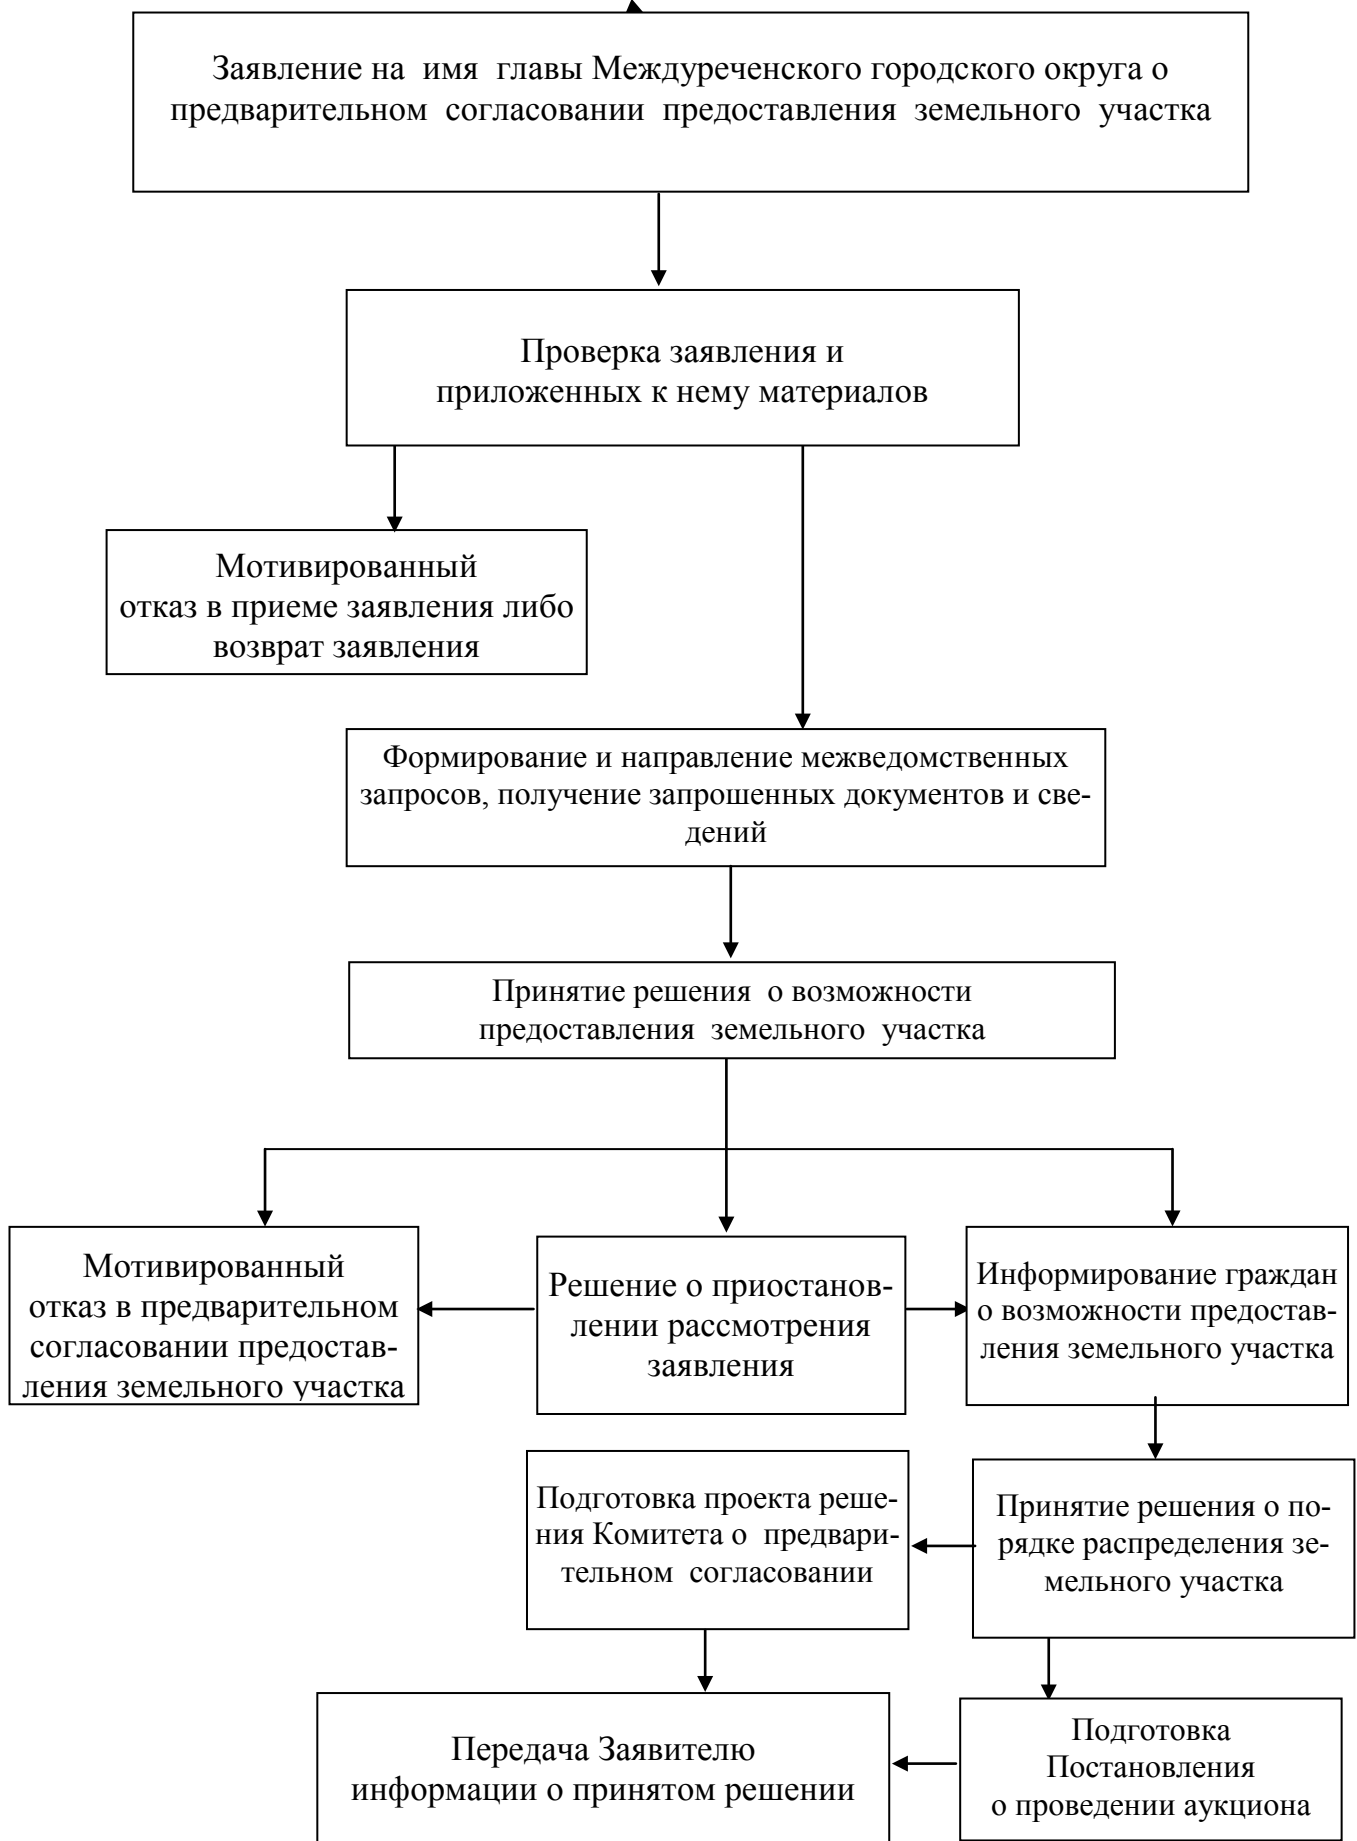 Заявление на имя главы Междуреченского городского округа о
предварительном согласовании предоставления земельного участка
Проверка заявления и
приложенных к нему материалов
Мотивированный
отказ в приеме заявления либо
возврат заявления
Формирование и направление межведомственных
запросов, получение запрошенных документов и све-
дений
Принятие решения о возможности
предоставления земельного участка
Мотивированный
отказ в предварительном
согласовании предостав-
ления земельного участка
Решение о приостанов-
лении рассмотрения
заявления
Информирование граждан
о возможности предостав-
ления земельного участка
Подготовка проекта реше-
ния Комитета о предвари-
тельном согласовании
Принятие решения о по-
рядке распределения зе-
мельного участка
Передача Заявителю
информации о принятом решении
Подготовка
Постановления
о проведении аукциона